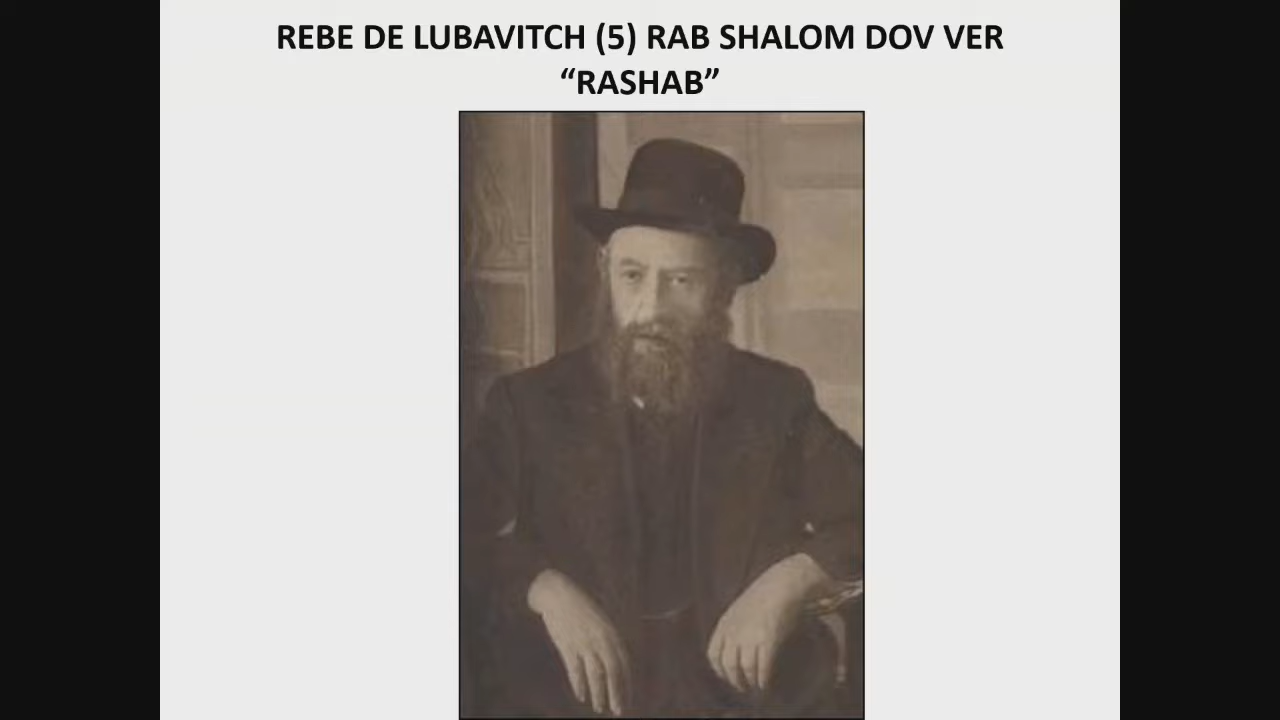 REBE DE LUBAVITCH (5) RAB SHALOM DOV VER
“RASHAB”